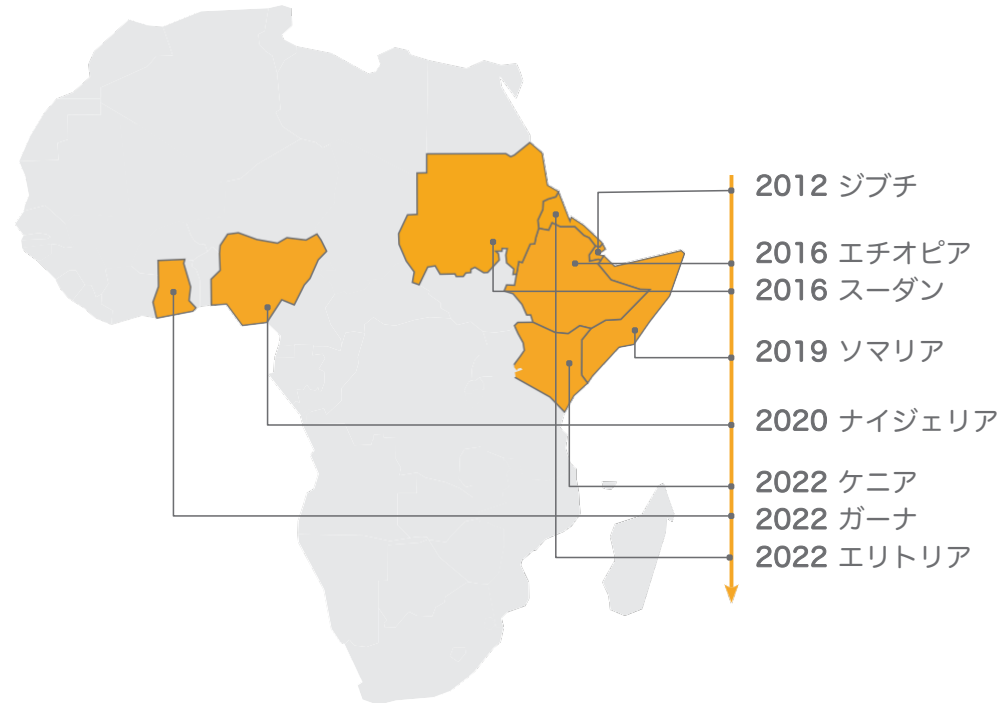 2012 ジブチ
2016 エチオピア
2016 スーダン
2019 ソマリア
2020 ナイジェリア
2022 ケニア
2022 ガーナ
2022 エリトリア